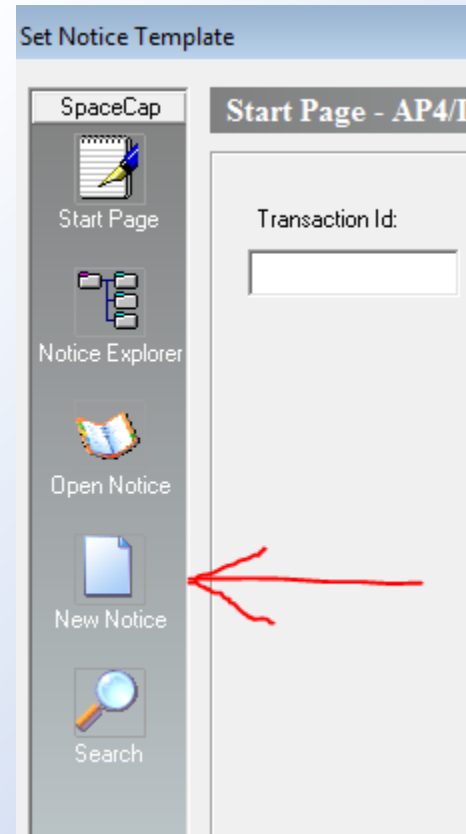 Set Notice Template
SpaceCap
Start Page - AP4/
Start Page
Transaction Id:
Notice Explorer
Open Notice
New Notice
Search